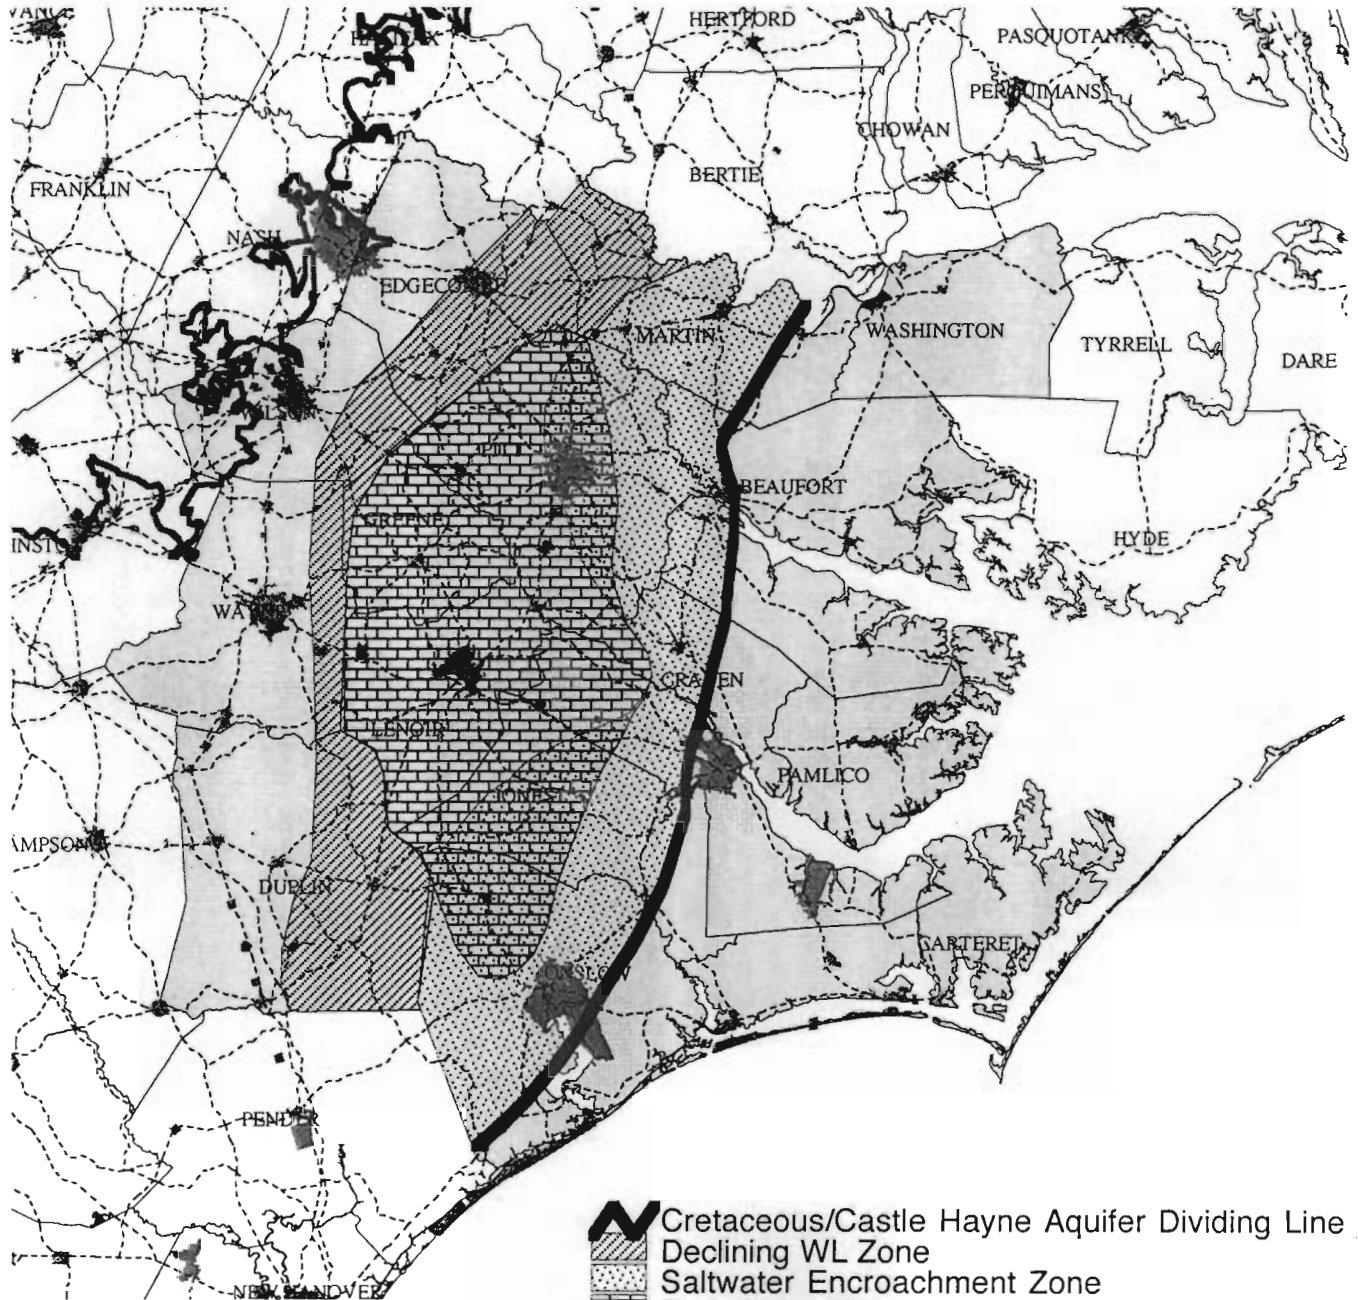 HERTFORD
PASQUOTANK
PERQUIMANS
CHOWAN
BERTIE
FRANKLIN
NASH
EDGECOMBE
MARTIN
WASHINGTON
TYRRELL
DARE
WILSON
PITT
BEAUFORT
GREENE
HYDE
WAYNE
CRAVEN
LENOIR
PAMLICO
JONES
AMPSON
DUPLIN
CARTERET
ONSLOW
PENDER
NEW HANOVER
Cretaceous/Castle Hayne Aquifer Dividing Line
Declining WL Zone
Saltwater Encroachment Zone